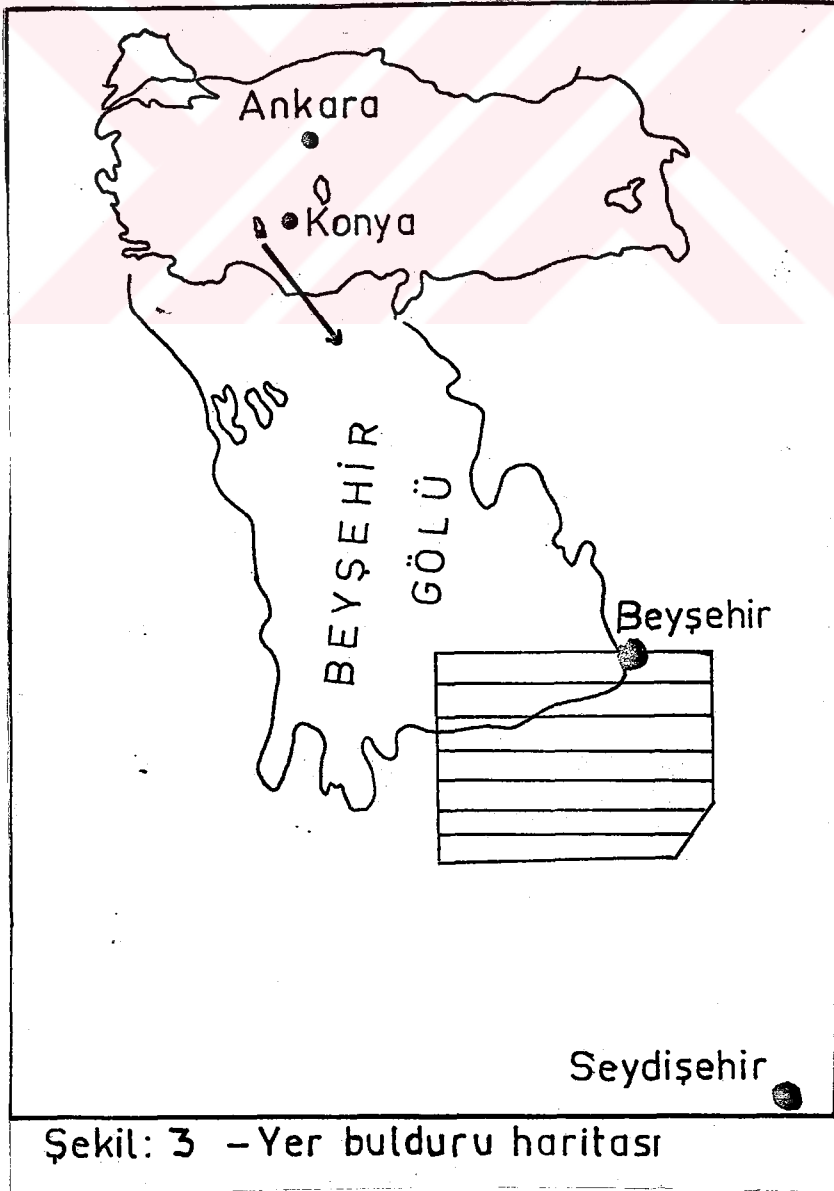 Ankara
Konya
BEYŞEHİR
GÖLÜ
Beyşehir
Seydişehir
Şekil: 3 – Yer bulduru haritası